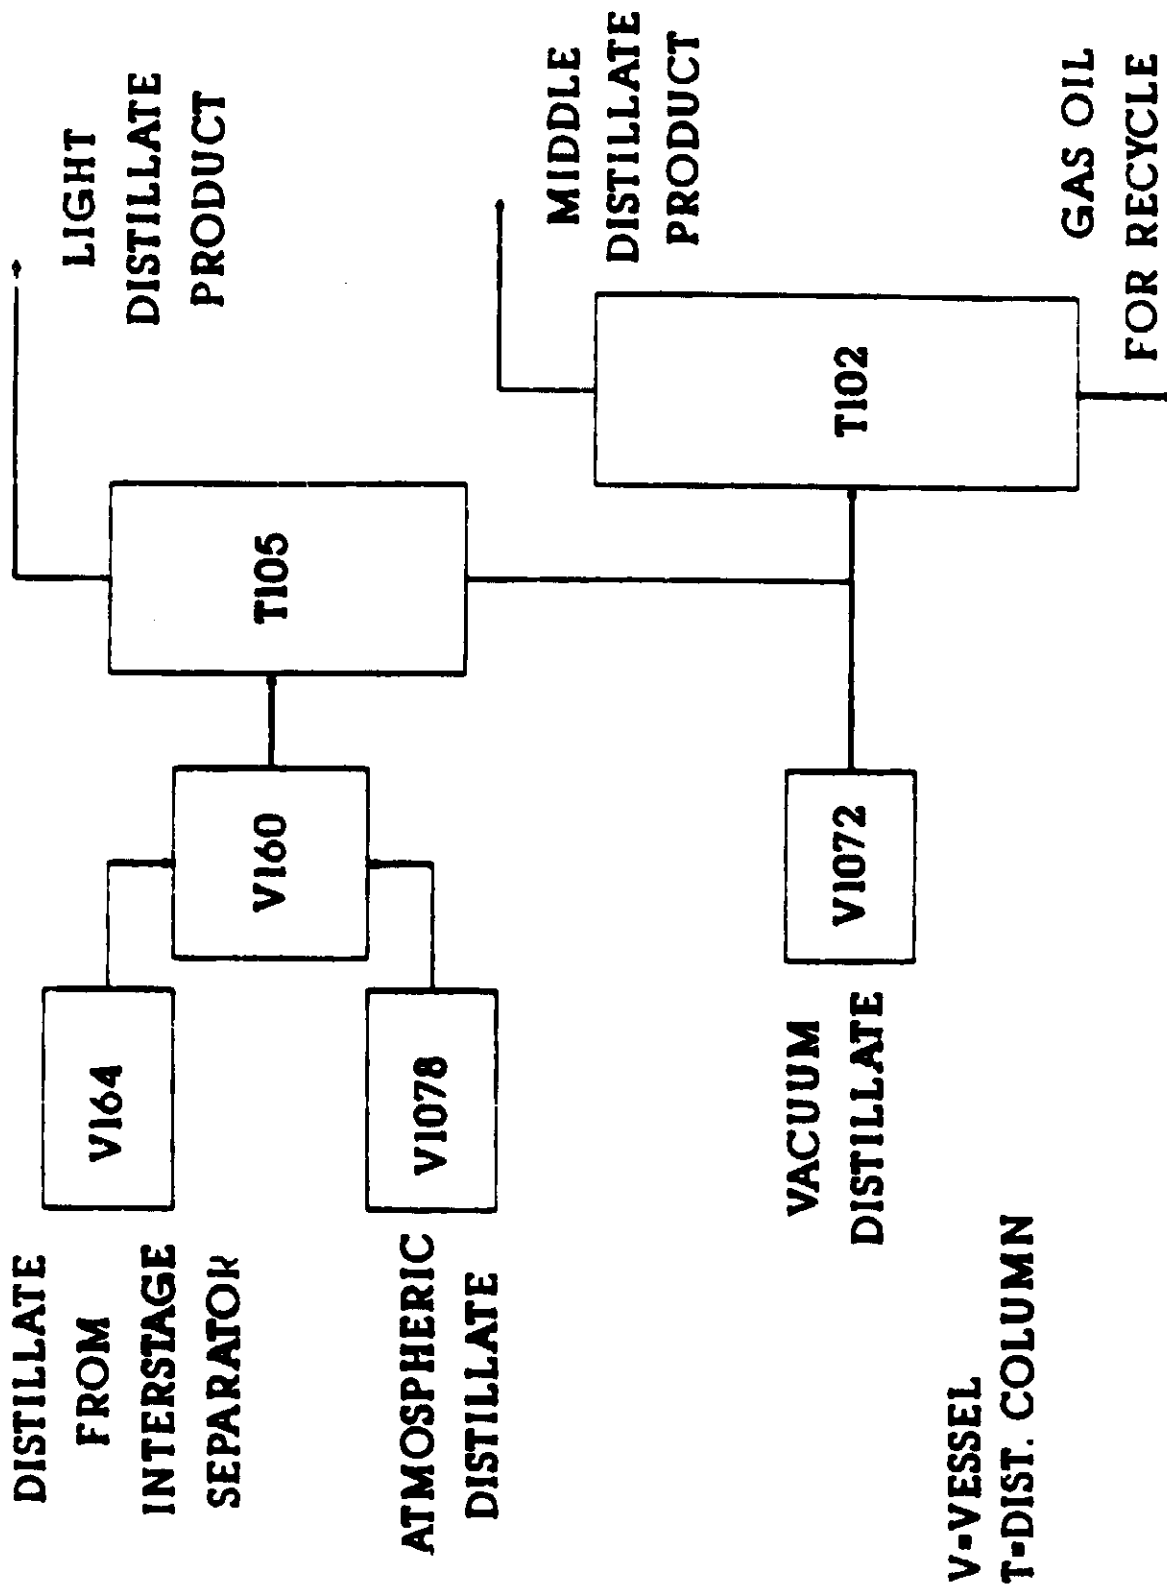 DISTILLATE
FROM
INTERSTAGE
SEPARATOR
V164
V160
T105
LIGHT
DISTILLATE
PRODUCT
ATMOSPHERIC
DISTILLATE
V1078
MIDDLE
DISTILLATE
PRODUCT
VACUUM
DISTILLATE
V1072
T102
GAS OIL
FOR RECYCLE
V=VESSEL
T=DIST. COLUMN